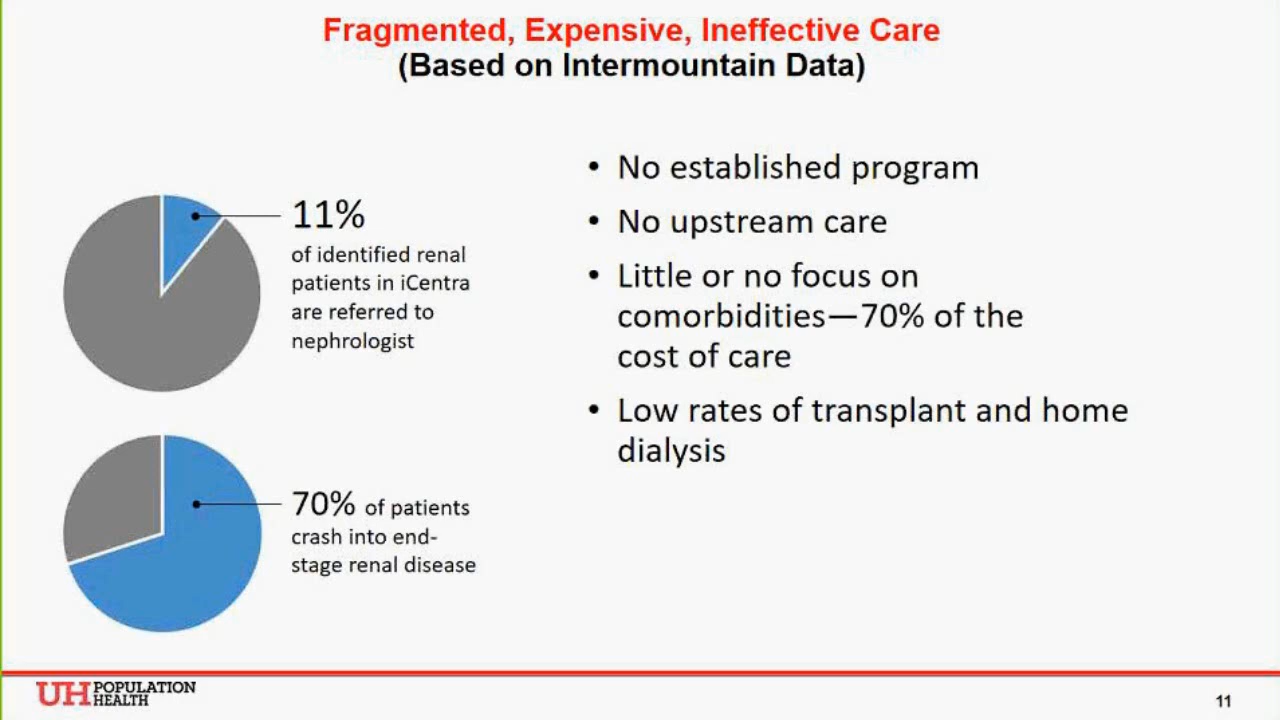 Fragmented, Expensive, Ineffective Care
(Based on Intermountain Data)
11%
of identified renal
patients in iCentra
are referred to
nephrologist
70% of patients
crash into end-
stage renal disease
• No established program
• No upstream care
• Little or no focus on
comorbidities—70% of the
cost of care
• Low rates of transplant and home
dialysis
UH POPULATION
HEALTH
11